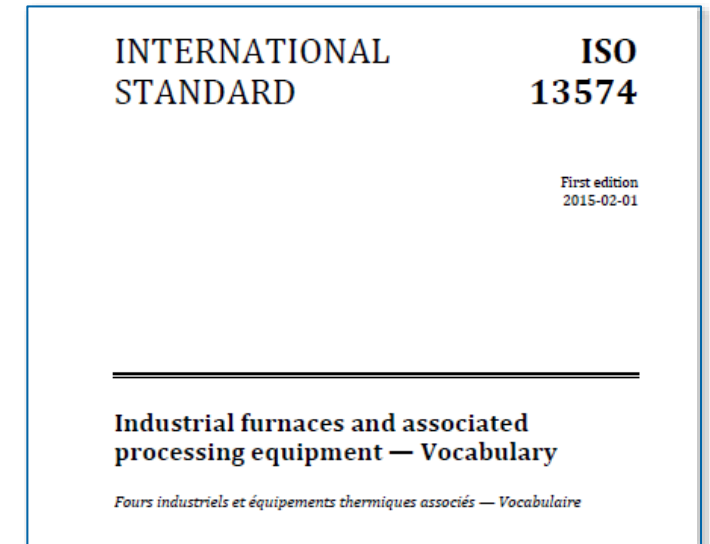 INTERNATIONAL
STANDARD
ISO
13574
First edition
2015-02-01
Industrial furnaces and associated
processing equipment — Vocabulary
Fours industriels et équipements thermiques associés — Vocabulaire